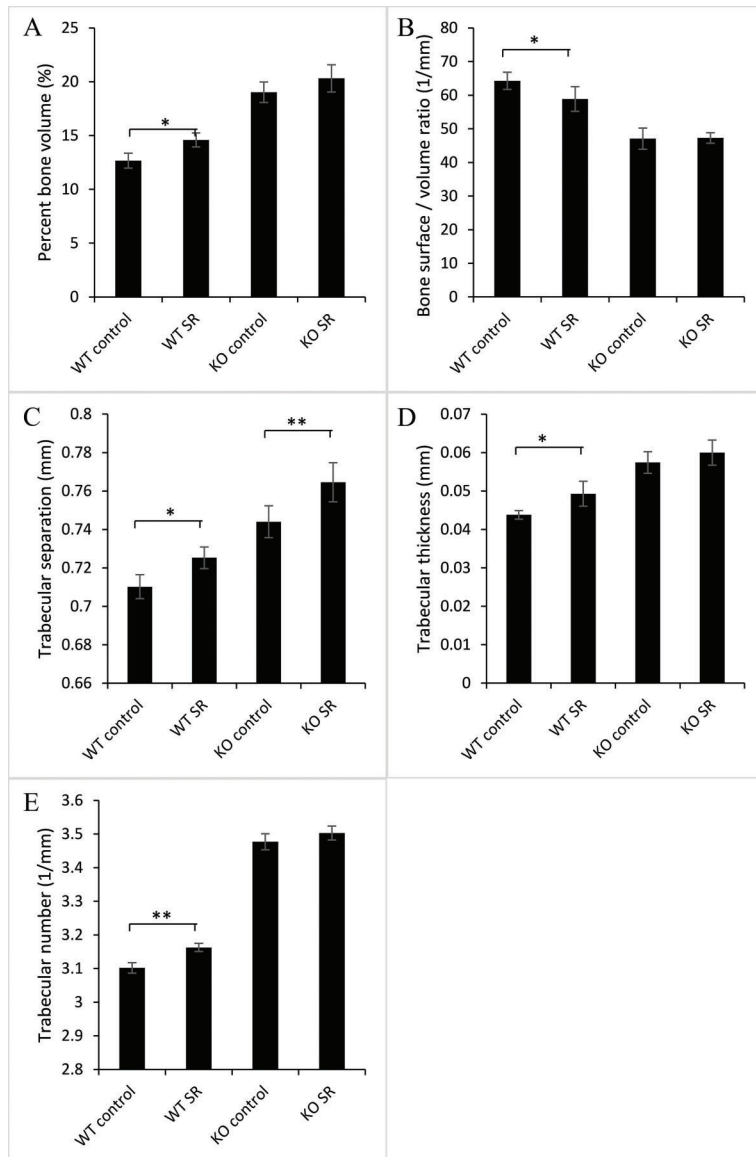 A
Percent bone volume (%)
25
20
15
10
5
0
*
WT control
WT SR
KO control
KO SR
B
Bone surface / volume ratio (1/mm)
80
70
60
50
40
30
20
10
0
*
WT control
WT SR
KO control
KO SR
C
Trabecular separation (mm)
0.8
0.78
0.76
0.74
0.72
0.7
0.68
0.66
*
**
WT control
WT SR
KO control
KO SR
D
Trabecular thickness (mm)
0.07
0.06
0.05
0.04
0.03
0.02
0.01
0
*
WT control
WT SR
KO control
KO SR
E
Trabecular number (1/mm)
3.6
3.5
3.4
3.3
3.2
3.1
3
2.9
2.8
**
WT control
WT SR
KO control
KO SR